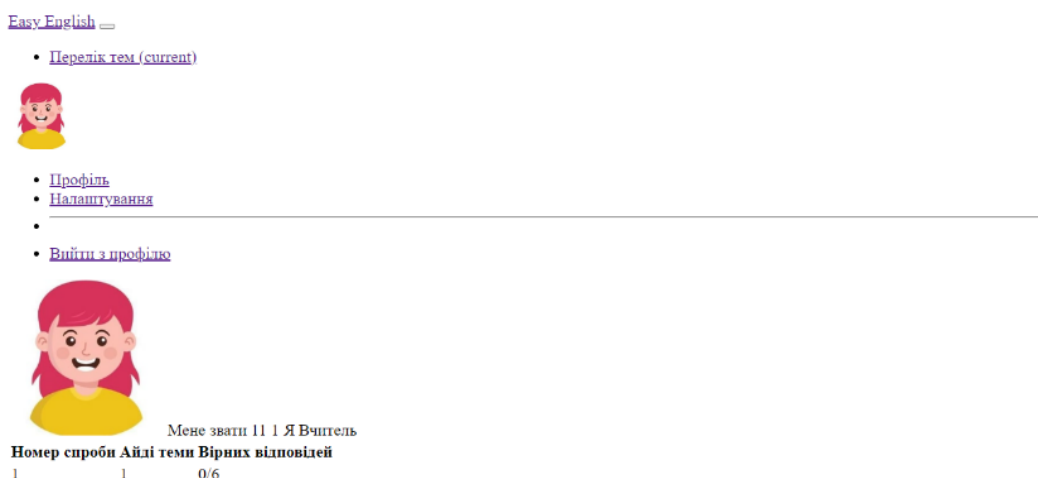 Easy English
Перелік тем (current)
Профіль
Налаштування
Вийти з профілю
Мене звати 11 1 Я Вчитель
Номер спроби Айді теми Вірних відповідей
1 1 0/6